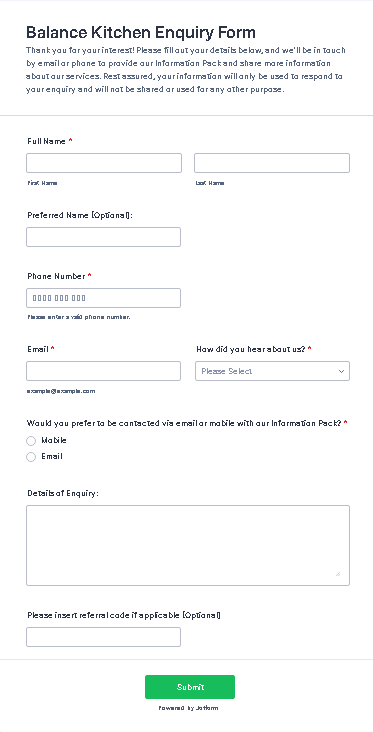 Balance Kitchen Enquiry Form
Thank you for your interest! Please fill out your details below, and we'll be in touch
by email or phone to provide our Information Pack and share more information
about our services. Rest assured, your information will only be used to respond to
your enquiry and will not be shared or used for any other purpose.
Full Name *
First Name Last Name
Preferred Name (Optional):
Phone Number *
Please enter a valid phone number.
Email * How did you hear about us? *
Please Select
example@example.com
Would you prefer to be contacted via email or mobile with our Information Pack? *
Mobile
Email
Details of Enquiry:
Please insert referral code if applicable (Optional)
Submit
Powered by Jotform